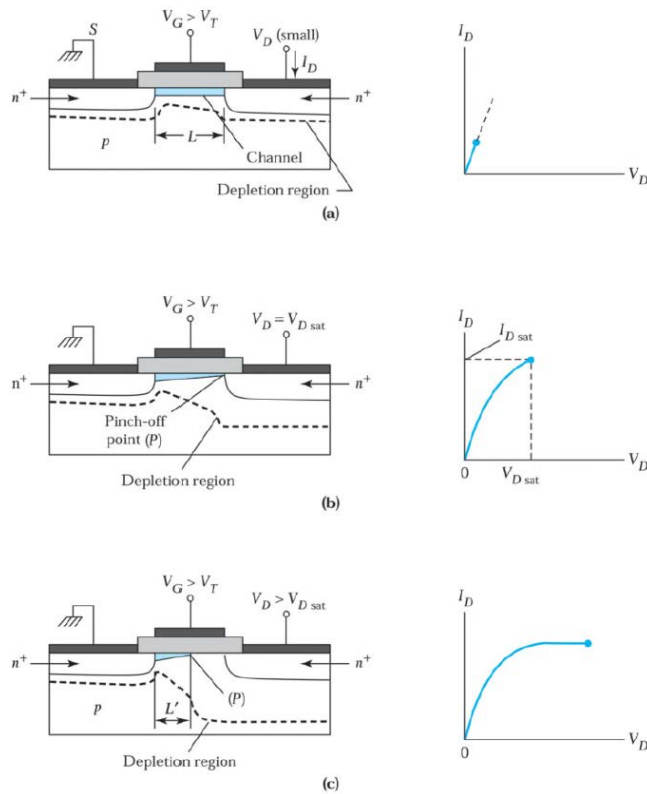 V_G > V_T
S
V_D (small)
I_D
n⁺
n⁺
p
L
Channel
Depletion region
(a)
I_D
V_D
V_G > V_T
V_D = V_D sat
n⁺
n⁺
Pinch-off
point (P)
Depletion region
(b)
I_D
I_D sat
0
V_D sat
V_D
V_G > V_T
V_D > V_D sat
n⁺
n⁺
p
L′
(P)
Depletion region
(c)
I_D
0
V_D